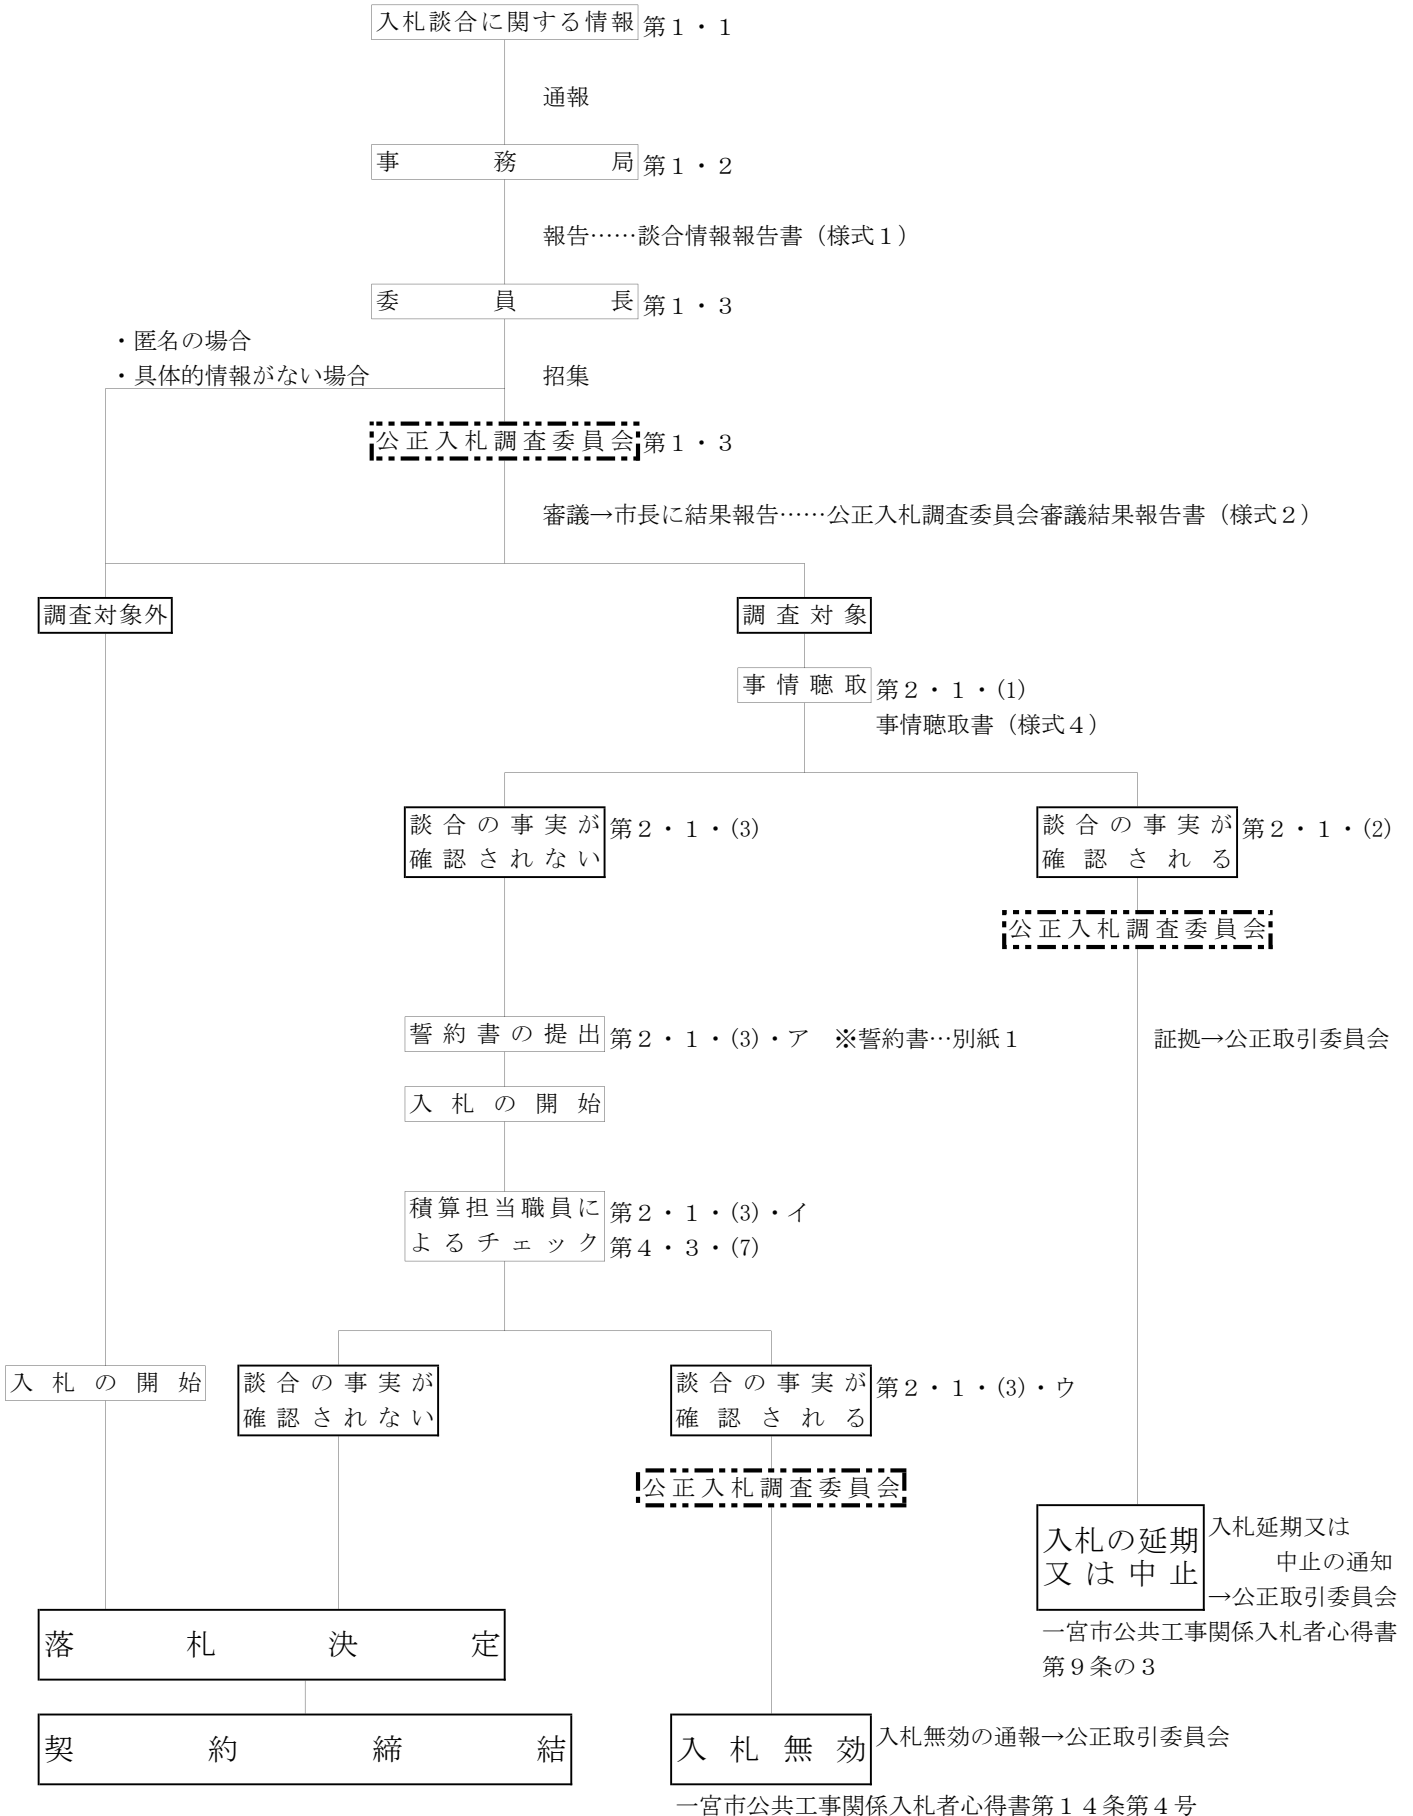 入札談合に関する情報 第１・１
通報
事務局 第１・２
報告……談合情報報告書（様式１）
委員長 第１・３
・匿名の場合
・具体的情報がない場合
招集
公正入札調査委員会 第１・３
審議→市長に結果報告……公正入札調査委員会審議結果報告書（様式２）
調査対象外
調査対象
事情聴取 第２・１・(1)
事情聴取書（様式４）
談合の事実が
確認されない
第２・１・(3)
談合の事実が
確認される
第２・１・(2)
公正入札調査委員会
誓約書の提出 第２・１・(3)・ア　※誓約書…別紙１
証拠→公正取引委員会
入札の開始
積算担当職員に
よるチェック
第２・１・(3)・イ
第４・３・(7)
入札の開始
談合の事実が
確認されない
談合の事実が
確認される
第２・１・(3)・ウ
公正入札調査委員会
入札の延期
又は中止
入札延期又は
中止の通知
→公正取引委員会
一宮市公共工事関係入札者心得書
第９条の３
落札決定
契約締結
入札無効
入札無効の通報→公正取引委員会
一宮市公共工事関係入札者心得書第１４条第４号